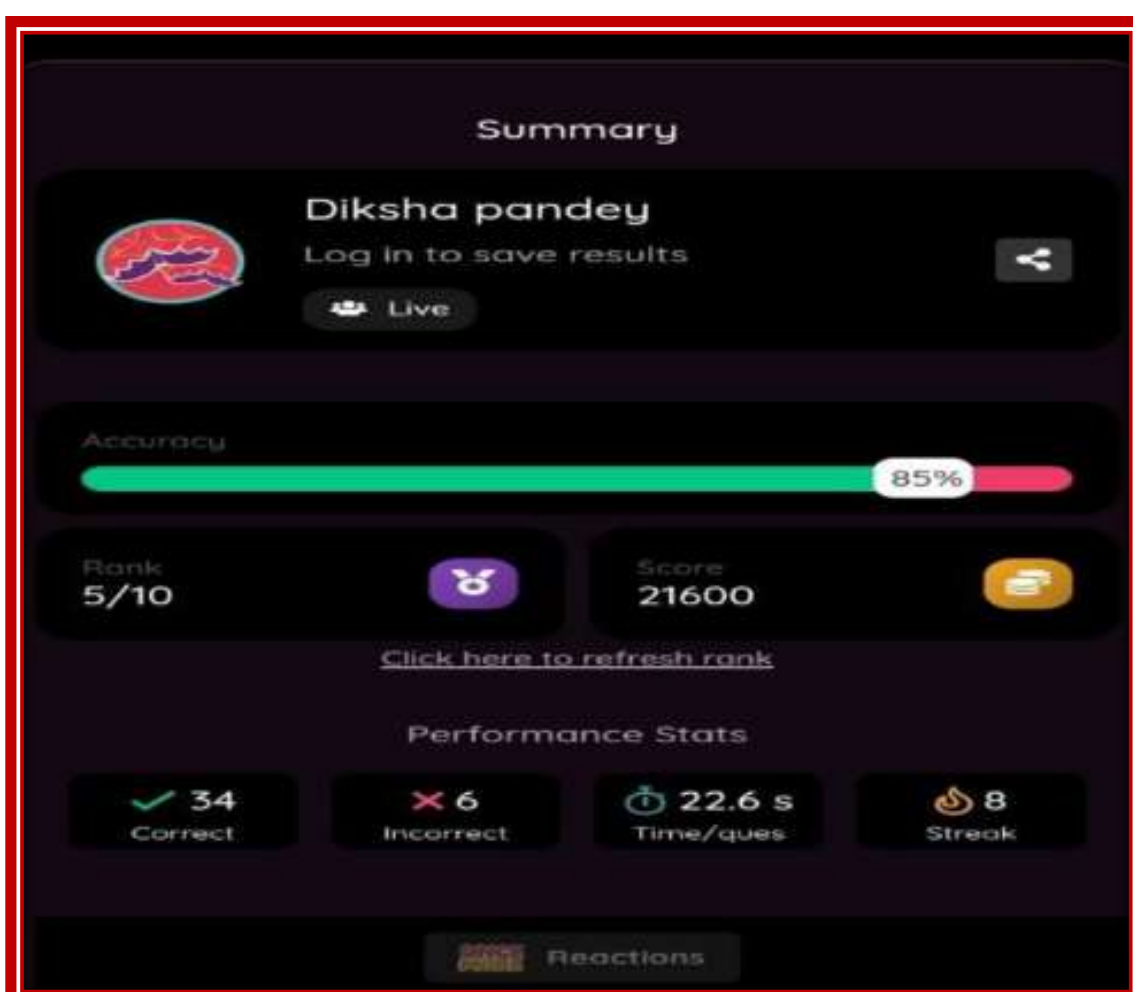 Summary
Diksha pandey
Log in to save results
Live
Accuracy
85%
Rank
5/10
Score
21600
Click here to refresh rank
Performance Stats
34
Correct
6
Incorrect
22.6 s
Time/ques
8
Streak
Reactions